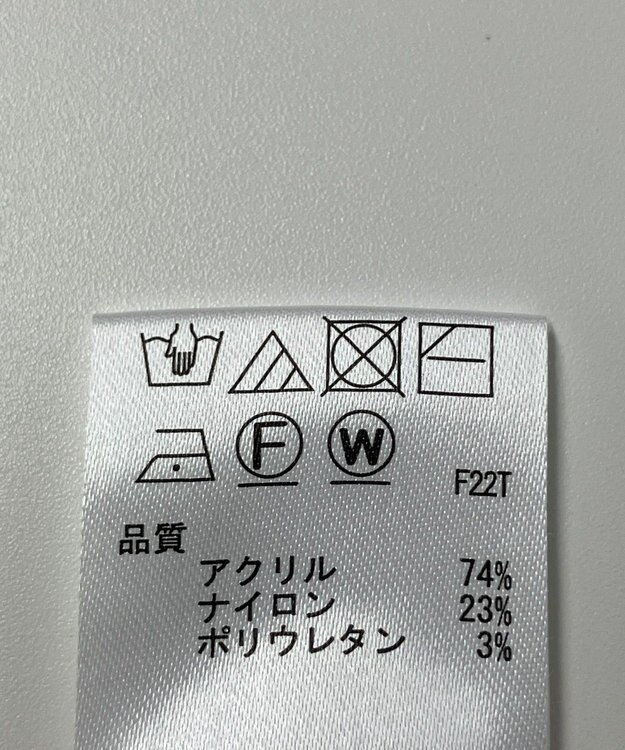 F W
F22T
品質
アクリル 74%
ナイロン 23%
ポリウレタン 3%